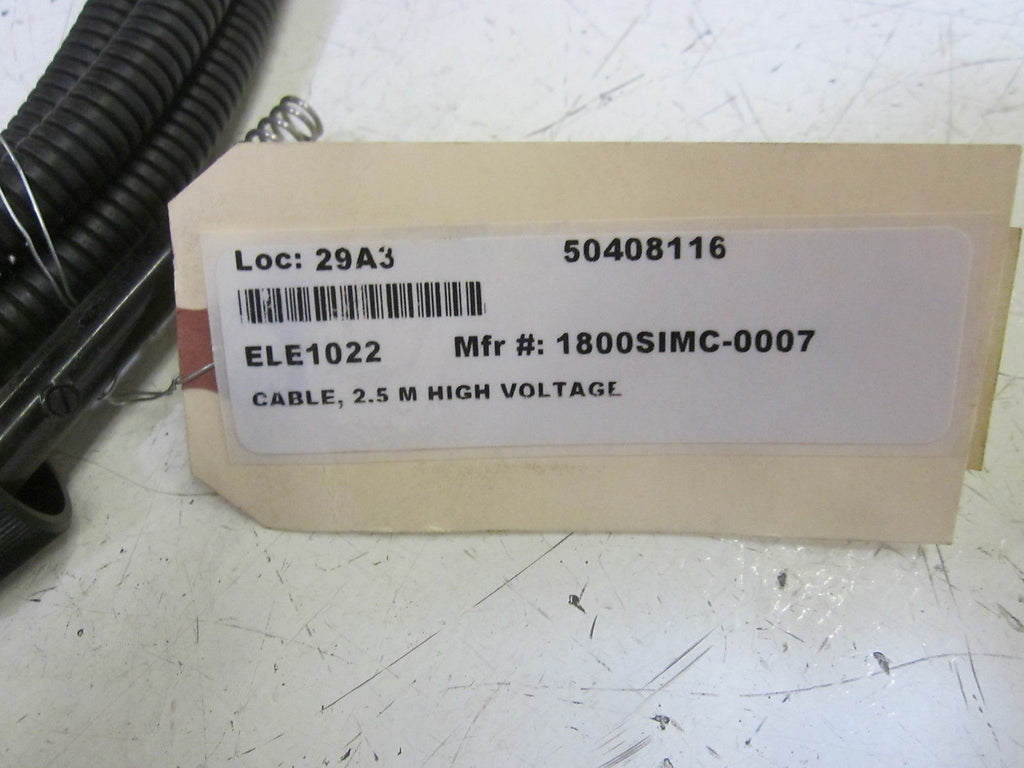 Loc: 29A3 50408116
ELE1022 Mfr #: 1800SIMC-0007
CABLE, 2.5 M HIGH VOLTAGE